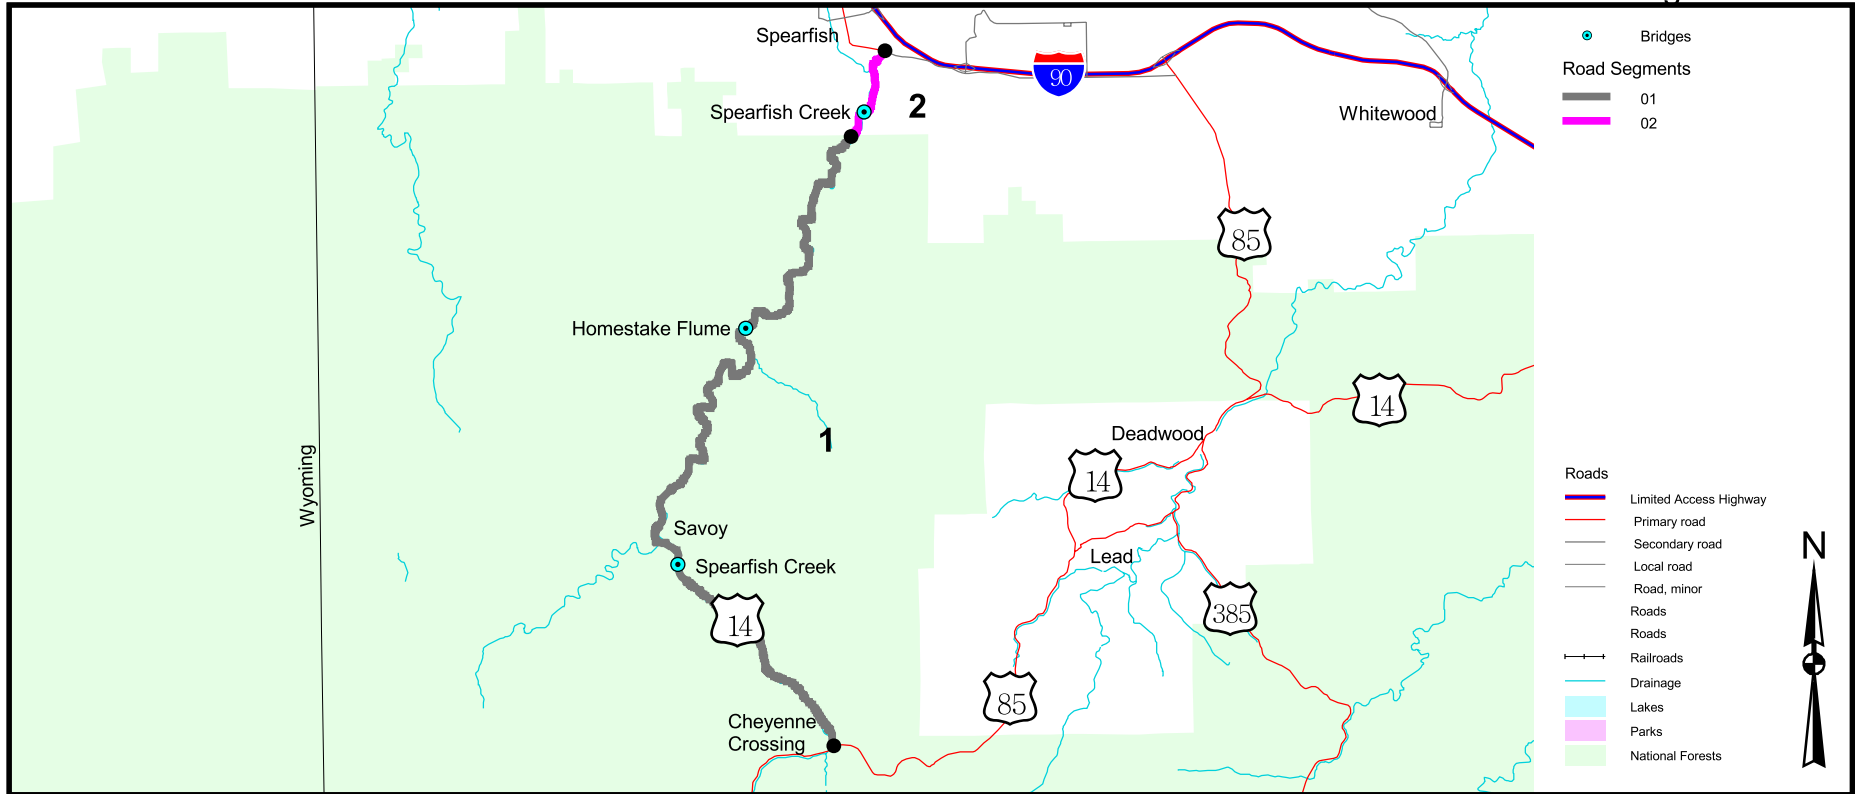 Spearfish
90
2
Spearfish Creek
Whitewood
85
Homestake Flume
14
1
Deadwood
14
Wyoming
Savoy
Lead
Spearfish Creek
385
14
85
Cheyenne
Crossing
Bridges
Road Segments
01
02
Roads
Limited Access Highway
Primary road
Secondary road
Local road
Road, minor
Roads
Roads
Railroads
Drainage
Lakes
Parks
National Forests
N